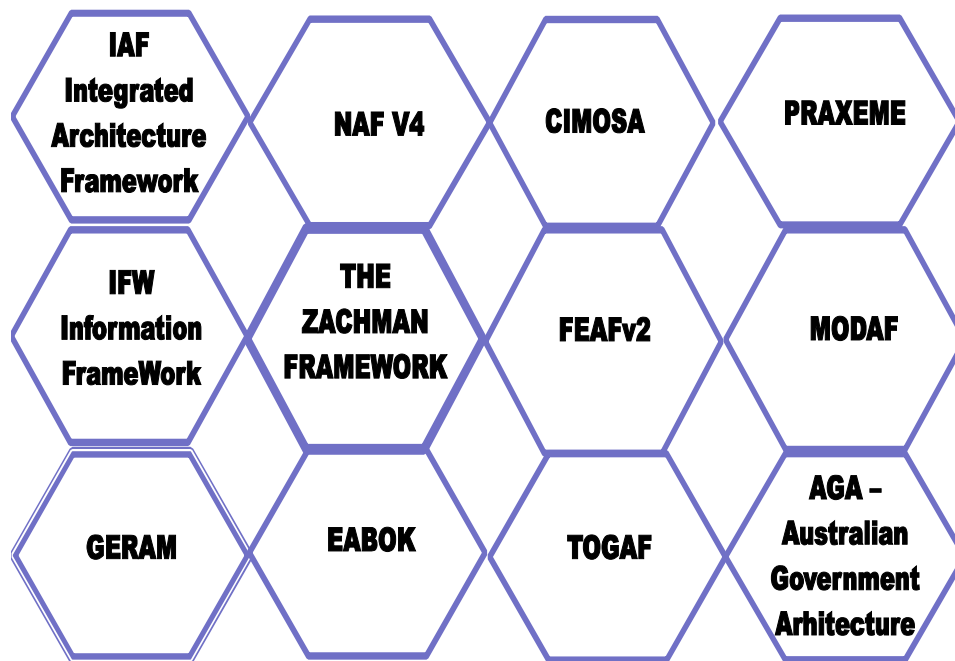 IAF
Integrated
Architecture
Framework
NAF V4
CIMOSA
PRAXEME
IFW
Information
FrameWork
THE
ZACHMAN
FRAMEWORK
FEAFv2
MODAF
GERAM
EABOK
TOGAF
AGA –
Australian
Government
Arhitecture